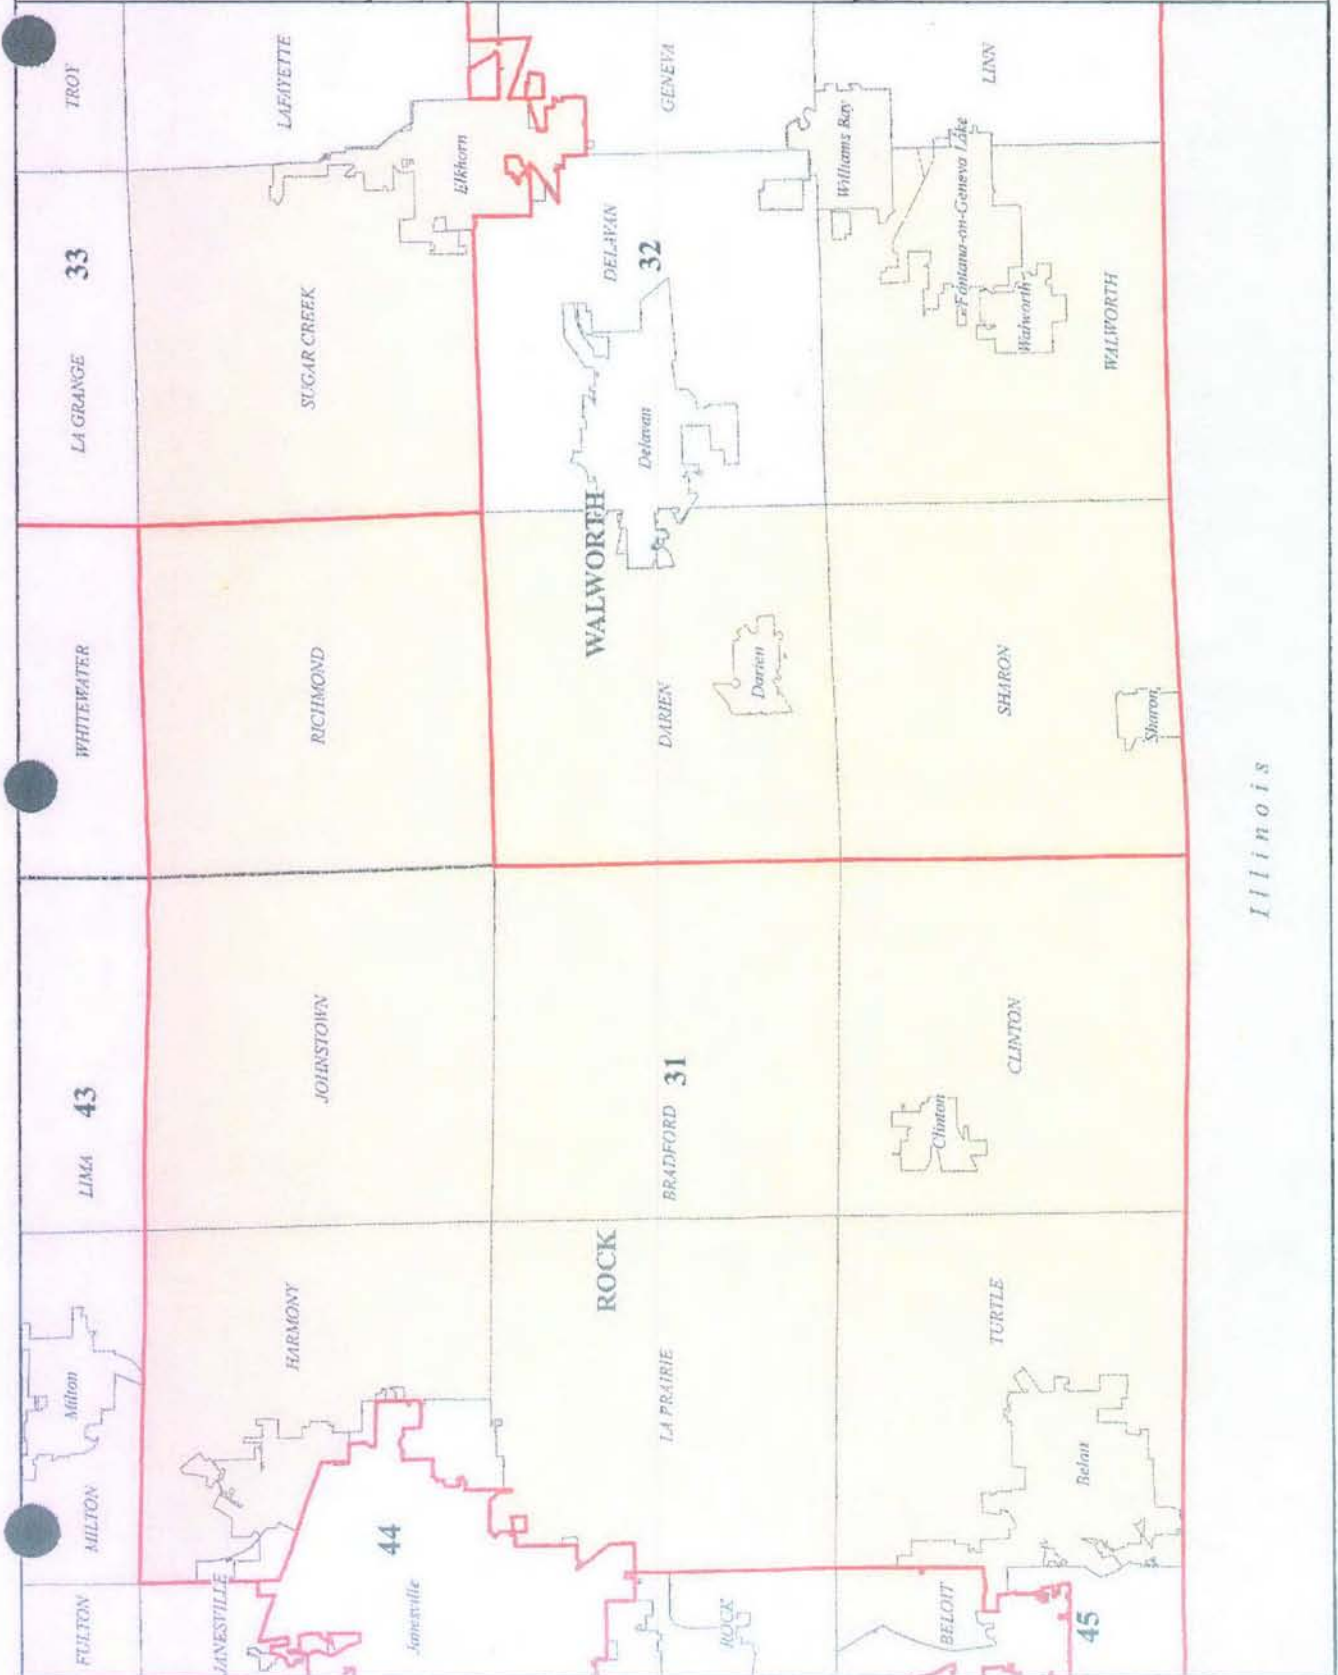 TROY
LAFAYETTE
GENEVA
LINN
Elkhorn
Williams Bay
Fontana-on-Geneva Lake
33
DELAVAN
32
LA GRANGE
SUGAR CREEK
Delavan
Walworth
WALWORTH
WALWORTH
WHITEWATER
RICHMOND
DARIEN
Darien
SHARON
Sharon
Illinois
43
LIMA
JOHNSTOWN
BRADFORD
31
CLINTON
Clinton
ROCK
HARMONY
TURTLE
Milton
LA PRAIRIE
Beloit
MILTON
44
FULTON
JANESVILLE
Janesville
ROCK
BELOIT
45